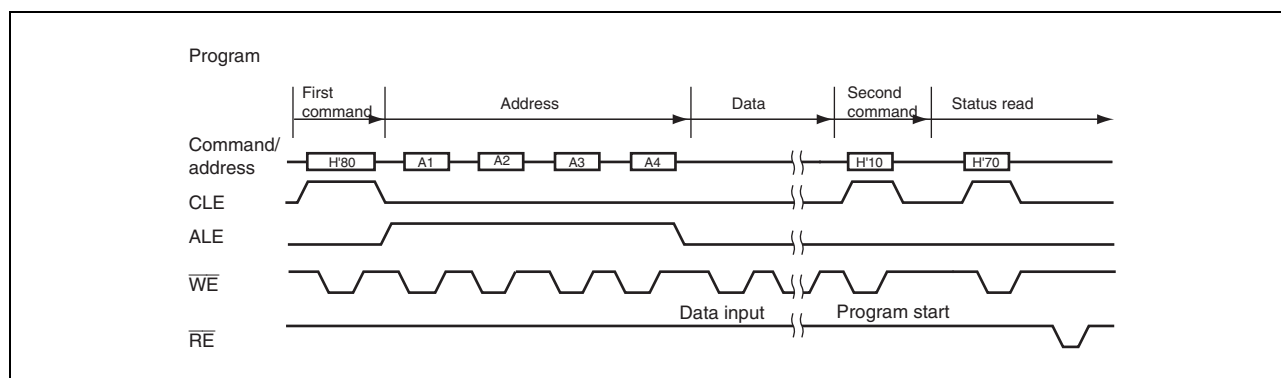 Program
First command
Address
Data
Second command
Status read
Command/
address
H'80
A1
A2
A3
A4
H'10
H'70
CLE
ALE
WE
Data input
Program start
RE